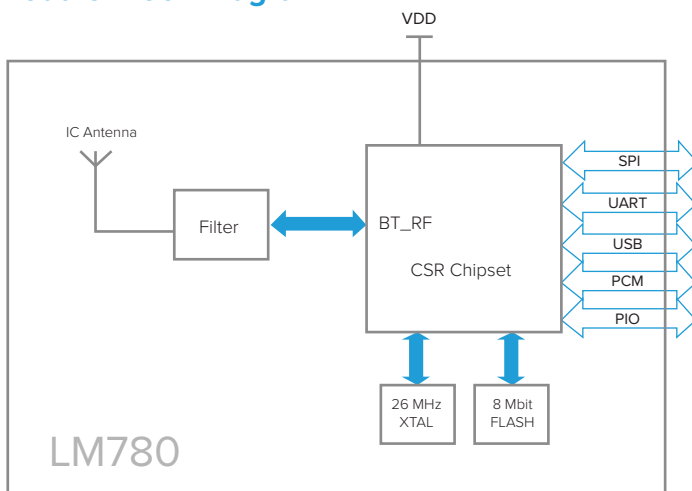 VDD
IC Antenna
Filter
BT_RF
CSR Chipset
SPI
UART
USB
PCM
PIO
26 MHz
XTAL
8 Mbit
FLASH
LM780